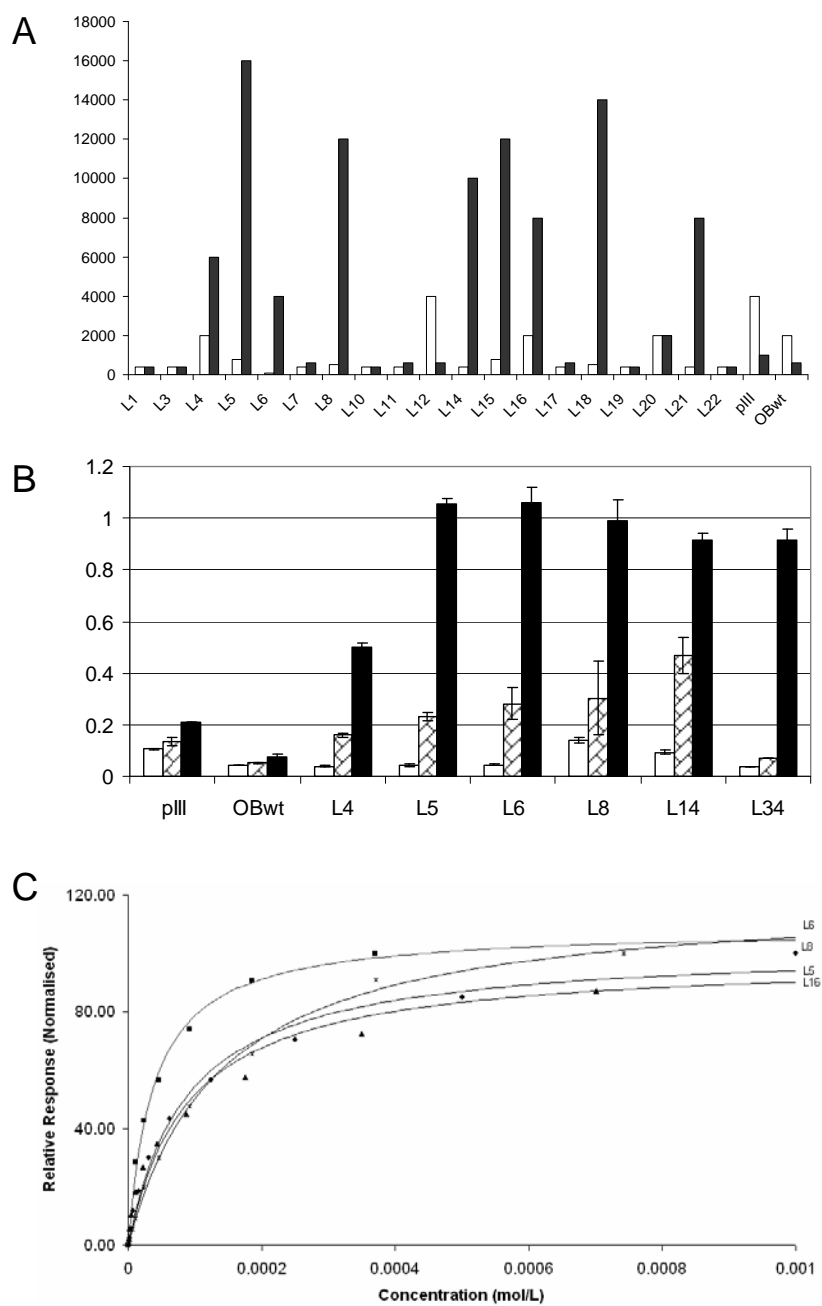 A
18000
16000
14000
12000
10000
8000
6000
4000
2000
0
L1 L3 L4 L5 L6 L7 L8 L10 L11 L12 L14 L15 L16 L17 L18 L19 L20 L21 L22 pIII OBwt
B
1.2
1
0.8
0.6
0.4
0.2
0
pIII OBwt L4 L5 L6 L8 L14 L34
C
Relative Response (Normalised)
120.00
80.00
40.00
0.00
L6
L8
L5
L16
0 0.0002 0.0004 0.0006 0.0008 0.001
Concentration (mol/L)